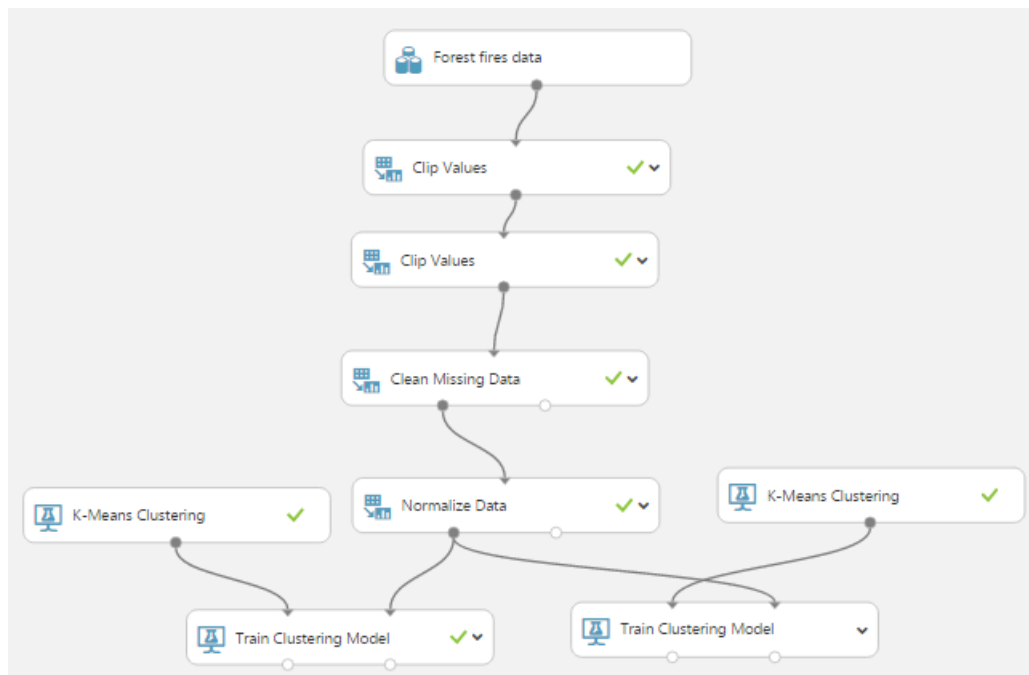 Forest fires data
Clip Values
Clip Values
Clean Missing Data
K-Means Clustering
Normalize Data
K-Means Clustering
Train Clustering Model
Train Clustering Model